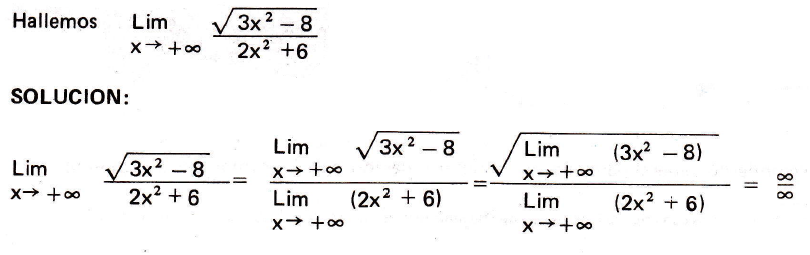 Hallemos Lim x→ +∞ √(3x² – 8) / (2x² +6)
SOLUCION:
Lim x→ +∞ √(3x² – 8) / (2x² + 6) = Lim x→ +∞ √(3x² – 8) / Lim x→ +∞ (2x² + 6) = √(Lim x→ +∞ (3x² – 8)) / Lim x→ +∞ (2x² + 6) = ∞/∞